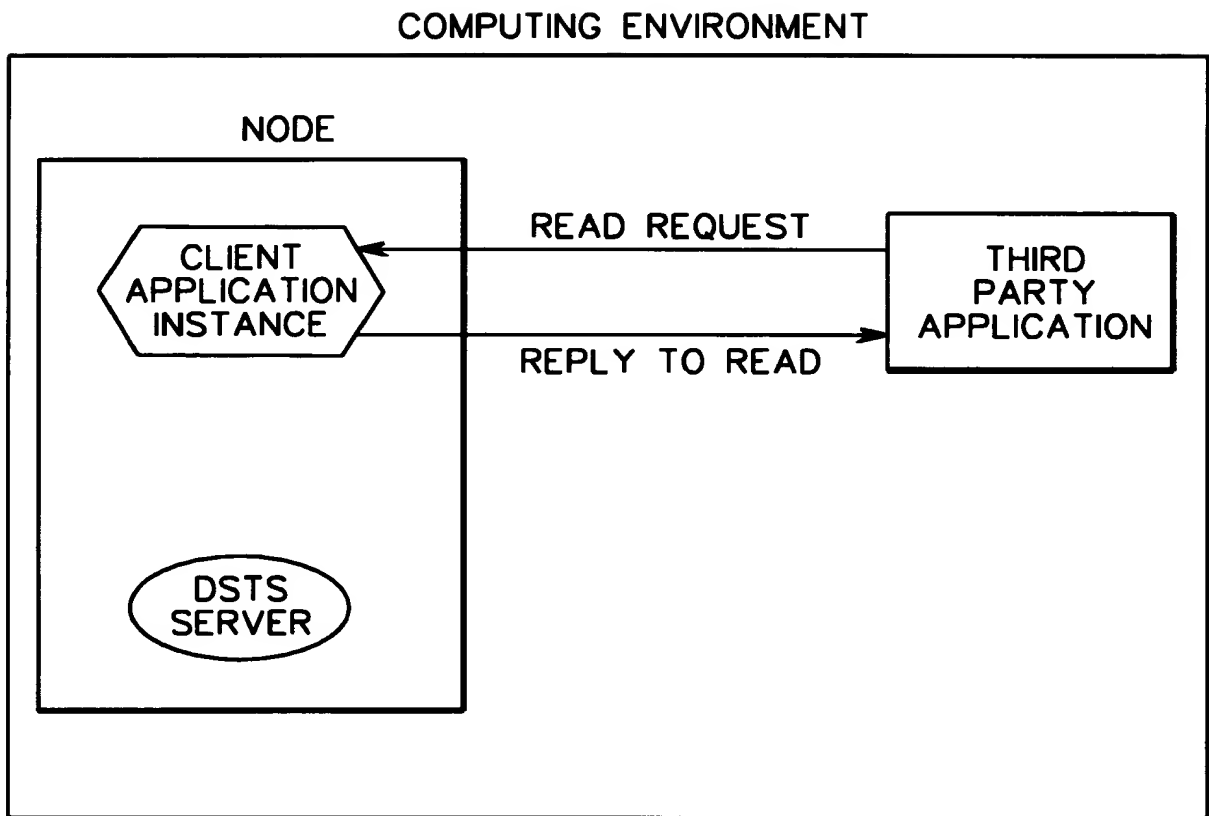 COMPUTING ENVIRONMENT
NODE
CLIENT
APPLICATION
INSTANCE
READ REQUEST
REPLY TO READ
THIRD
PARTY
APPLICATION
DSTS
SERVER